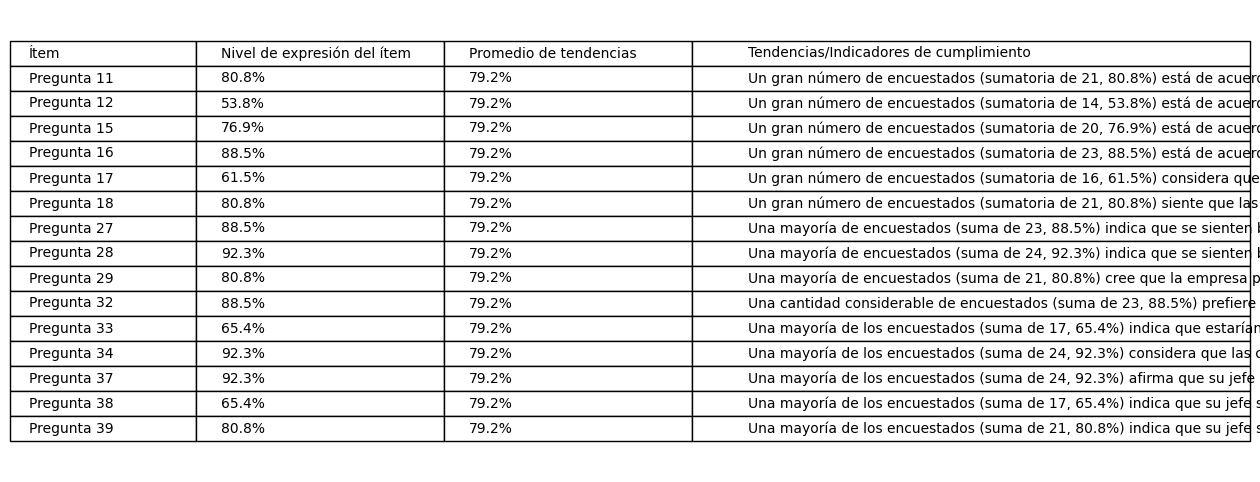 Ítem Nivel de expresión del ítem Promedio de tendencias Tendencias/Indicadores de cumplimiento
Pregunta 11 80.8% 79.2% Un gran número de encuestados (sumatoria de 21, 80.8%) está de acuerd
Pregunta 12 53.8% 79.2% Un gran número de encuestados (sumatoria de 14, 53.8%) está de acuerd
Pregunta 15 76.9% 79.2% Un gran número de encuestados (sumatoria de 20, 76.9%) está de acuerd
Pregunta 16 88.5% 79.2% Un gran número de encuestados (sumatoria de 23, 88.5%) está de acuerd
Pregunta 17 61.5% 79.2% Un gran número de encuestados (sumatoria de 16, 61.5%) considera que
Pregunta 18 80.8% 79.2% Un gran número de encuestados (sumatoria de 21, 80.8%) siente que las
Pregunta 27 88.5% 79.2% Una mayoría de encuestados (suma de 23, 88.5%) indica que se sienten b
Pregunta 28 92.3% 79.2% Una mayoría de encuestados (suma de 24, 92.3%) indica que se sienten b
Pregunta 29 80.8% 79.2% Una mayoría de encuestados (suma de 21, 80.8%) cree que la empresa p
Pregunta 32 88.5% 79.2% Una cantidad considerable de encuestados (suma de 23, 88.5%) prefiere
Pregunta 33 65.4% 79.2% Una mayoría de los encuestados (suma de 17, 65.4%) indica que estarían
Pregunta 34 92.3% 79.2% Una mayoría de los encuestados (suma de 24, 92.3%) considera que las
Pregunta 37 92.3% 79.2% Una mayoría de los encuestados (suma de 24, 92.3%) afirma que su jefe
Pregunta 38 65.4% 79.2% Una mayoría de los encuestados (suma de 17, 65.4%) indica que su jefe s
Pregunta 39 80.8% 79.2% Una mayoría de los encuestados (suma de 21, 80.8%) indica que su jefe s